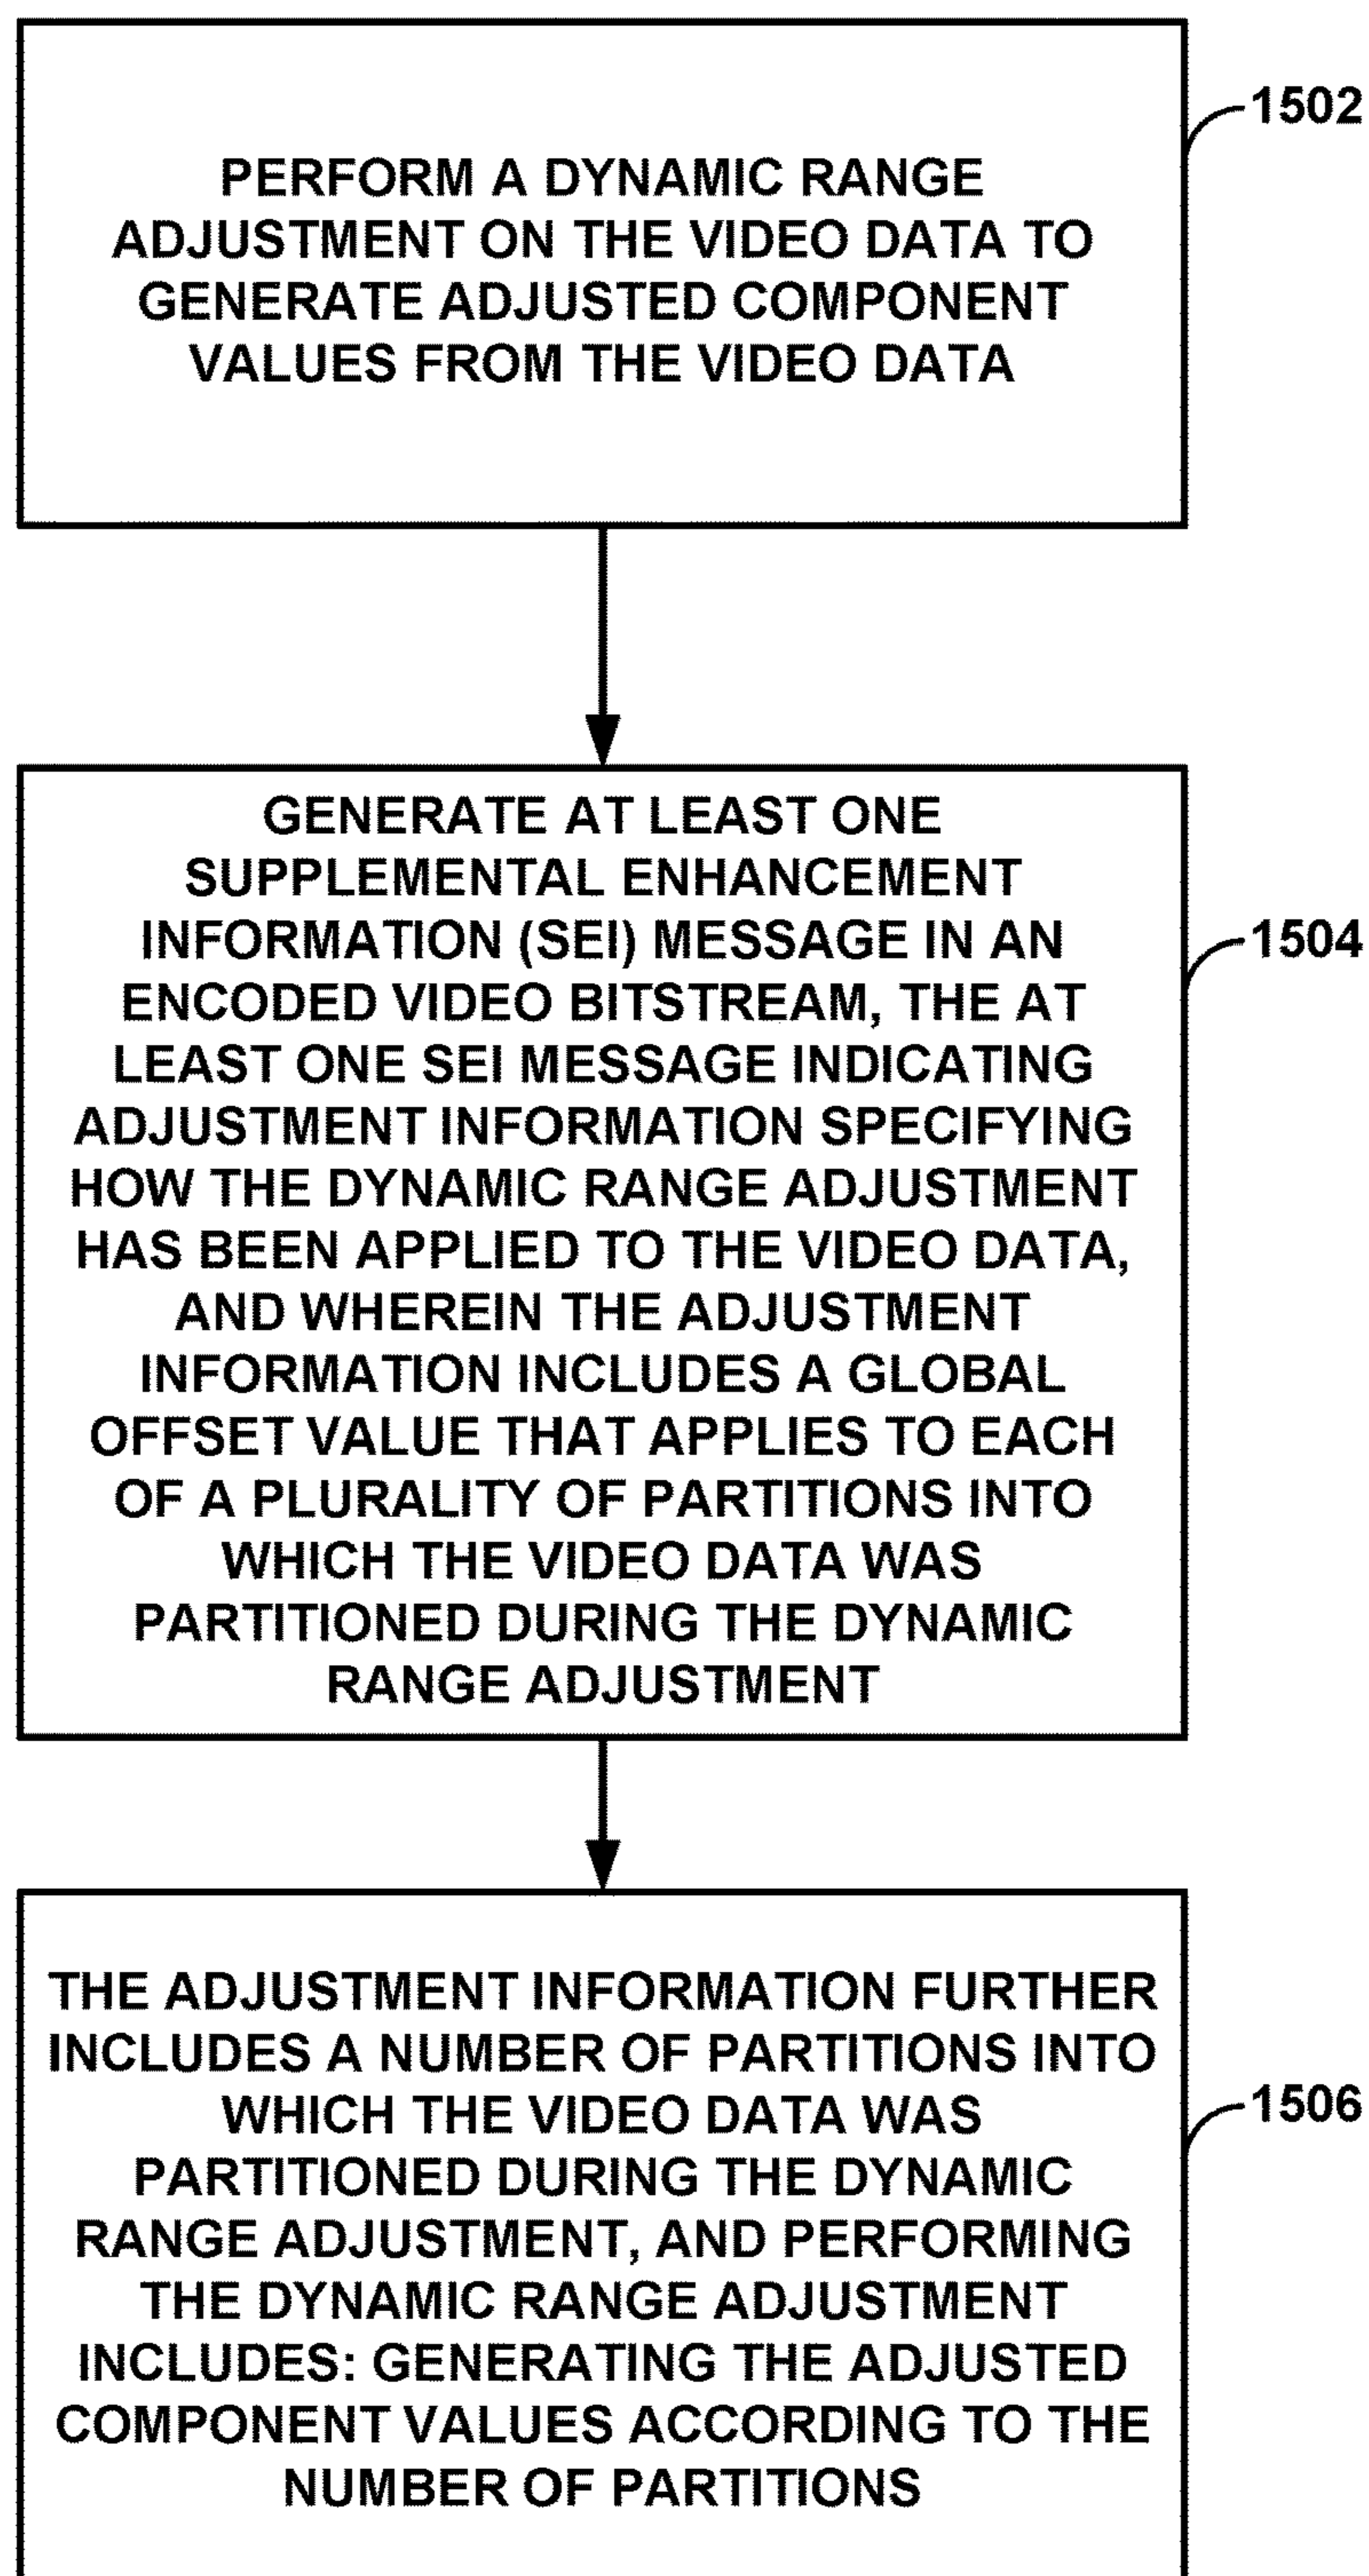 1502
PERFORM A DYNAMIC RANGE
ADJUSTMENT ON THE VIDEO DATA TO
GENERATE ADJUSTED COMPONENT
VALUES FROM THE VIDEO DATA
GENERATE AT LEAST ONE
SUPPLEMENTAL ENHANCEMENT
INFORMATION (SEI) MESSAGE IN AN
1504
ENCODED VIDEO BITSTREAM, THE AT
LEAST ONE SEI MESSAGE INDICATING
ADJUSTMENT INFORMATION SPECIFYING
HOW THE DYNAMIC RANGE ADJUSTMENT
HAS BEEN APPLIED TO THE VIDEO DATA,
AND WHEREIN THE ADJUSTMENT
INFORMATION INCLUDES A GLOBAL
OFFSET VALUE THAT APPLIES TO EACH
OF A PLURALITY OF PARTITIONS INTO
WHICH THE VIDEO DATA WAS
PARTITIONED DURING THE DYNAMIC
RANGE ADJUSTMENT
THE ADJUSTMENT INFORMATION FURTHER
INCLUDES A NUMBER OF PARTITIONS INTO
1506
WHICH THE VIDEO DATA WAS
PARTITIONED DURING THE DYNAMIC
RANGE ADJUSTMENT, AND PERFORMING
THE DYNAMIC RANGE ADJUSTMENT
INCLUDES: GENERATING THE ADJUSTED
COMPONENT VALUES ACCORDING TO THE
NUMBER OF PARTITIONS